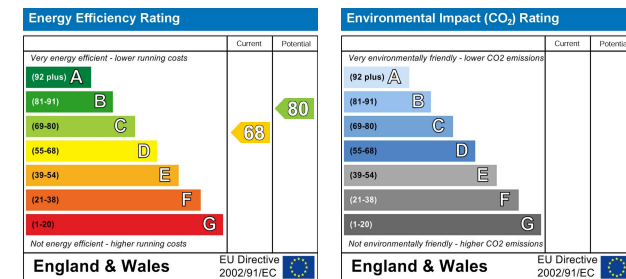 Energy Efficiency Rating
Current Potential
Very energy efficient - lower running costs
(92 plus) A
(81-91) B
(69-80) C
(55-68) D
(39-54) E
(21-38) F
(1-20) G
68
80
Not energy efficient - higher running costs
England & Wales
EU Directive
2002/91/EC
Environmental Impact (CO₂) Rating
Current Potential
Very environmentally friendly - lower CO2 emissions
(92 plus) A
(81-91) B
(69-80) C
(55-68) D
(39-54) E
(21-38) F
(1-20) G
Not environmentally friendly - higher CO2 emissions
England & Wales
EU Directive
2002/91/EC